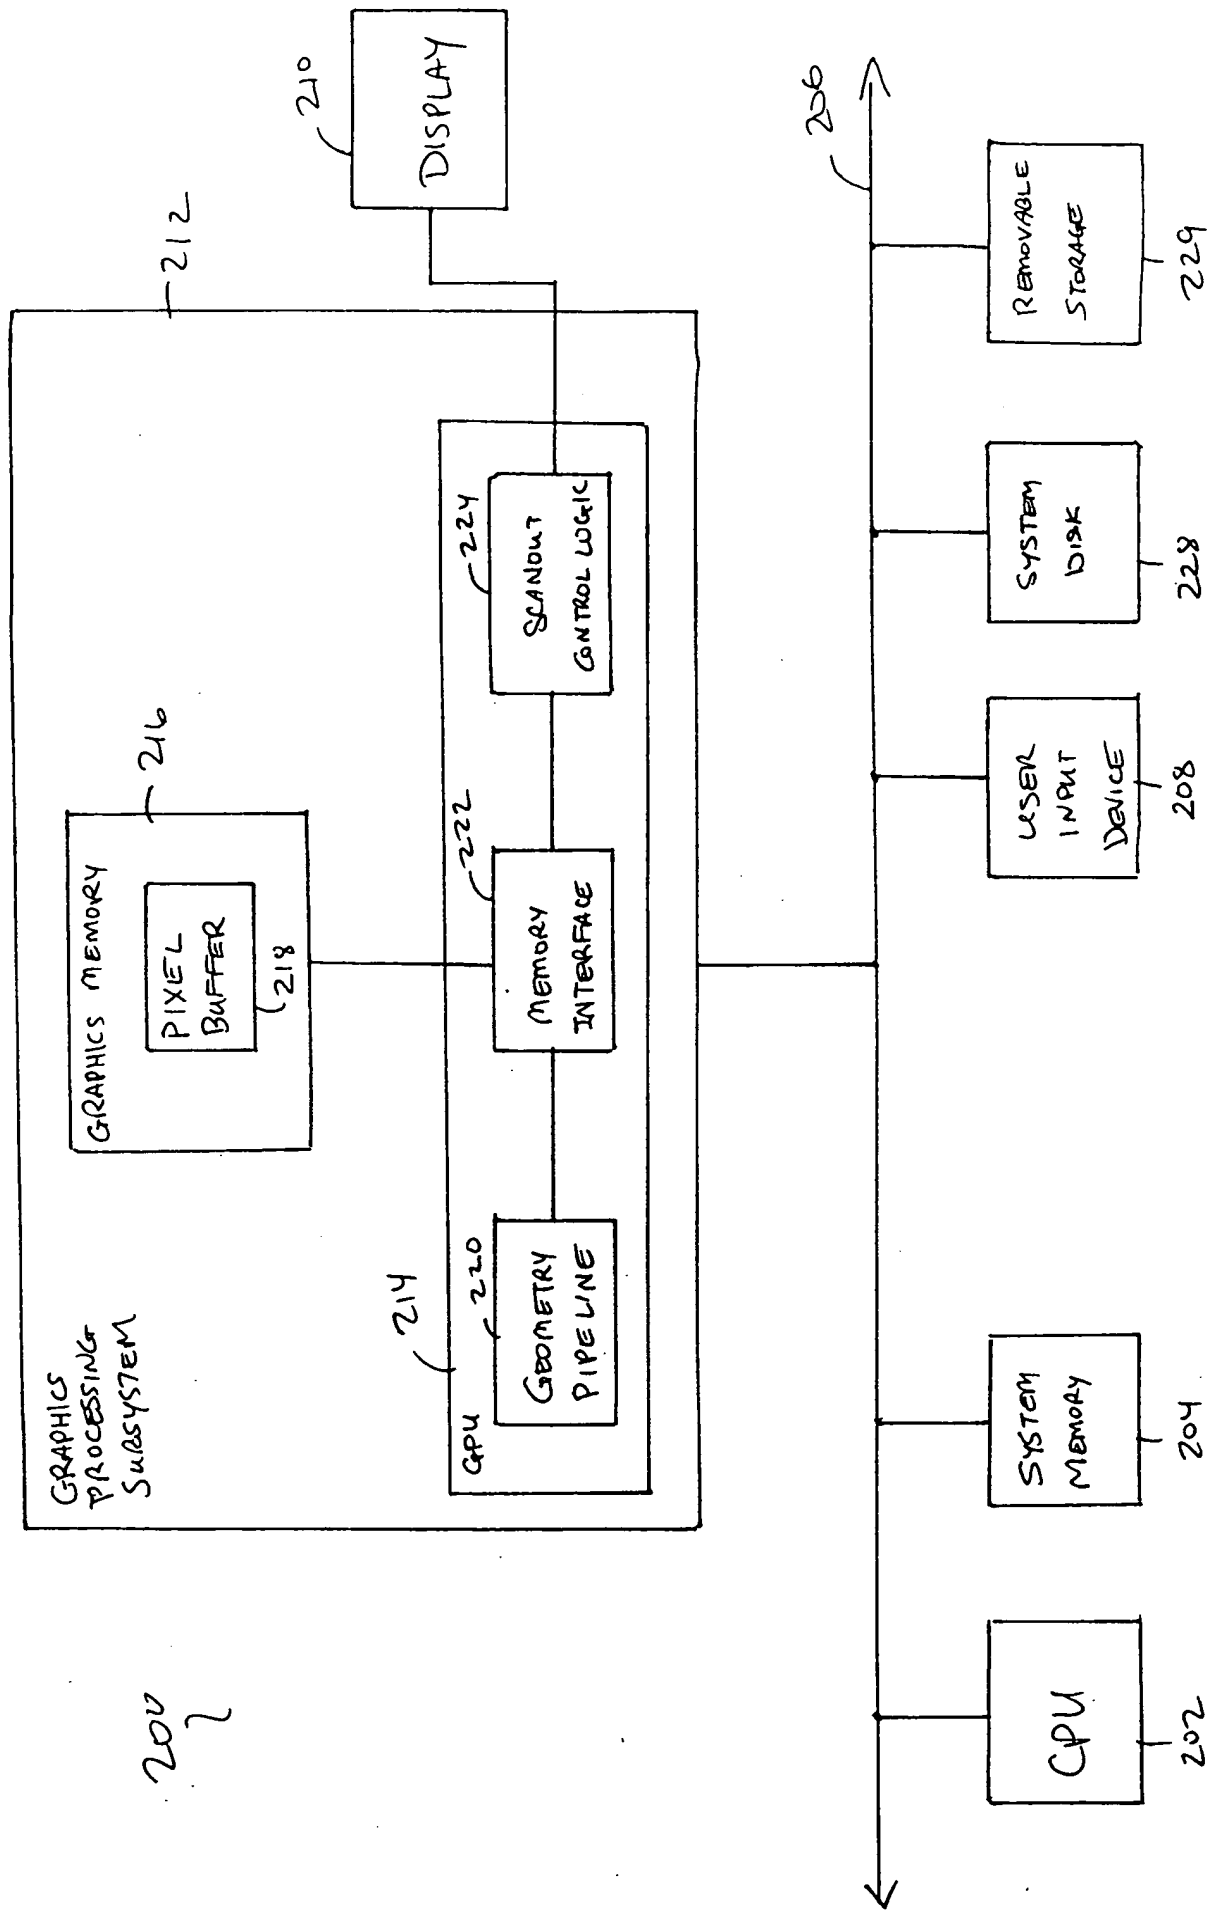 200
GRAPHICS
PROCESSING
SUBSYSTEM
212
GRAPHICS MEMORY
216
PIXEL
BUFFER
218
210
DISPLAY
214
GPU
220
GEOMETRY
PIPELINE
222
MEMORY
INTERFACE
224
SCANOUT
CONTROL LOGIC
206
CPU
202
SYSTEM
MEMORY
204
USER
INPUT
DEVICE
208
SYSTEM
DISK
228
REMOVABLE
STORAGE
229